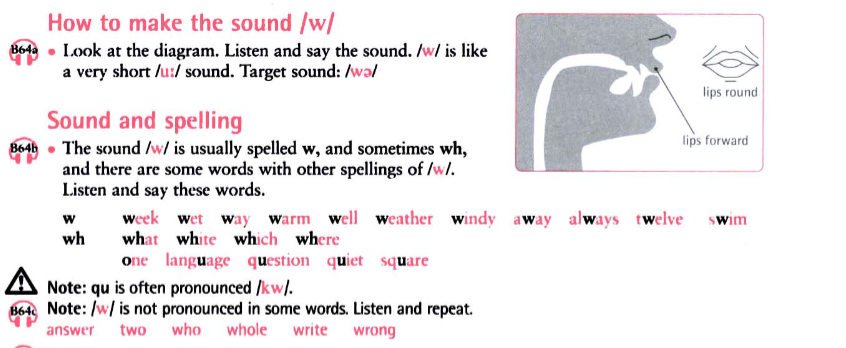 How to make the sound /w/
B64a • Look at the diagram. Listen and say the sound. /w/ is like
a very short /uː/ sound. Target sound: /wə/
lips round
lips forward
Sound and spelling
B64b • The sound /w/ is usually spelled w, and sometimes wh,
and there are some words with other spellings of /w/.
Listen and say these words.
w week wet way warm well weather windy away always twelve swim
wh what white which where
one language question quiet square
Note: qu is often pronounced /kw/.
B64c Note: /w/ is not pronounced in some words. Listen and repeat.
answer two who whole write wrong